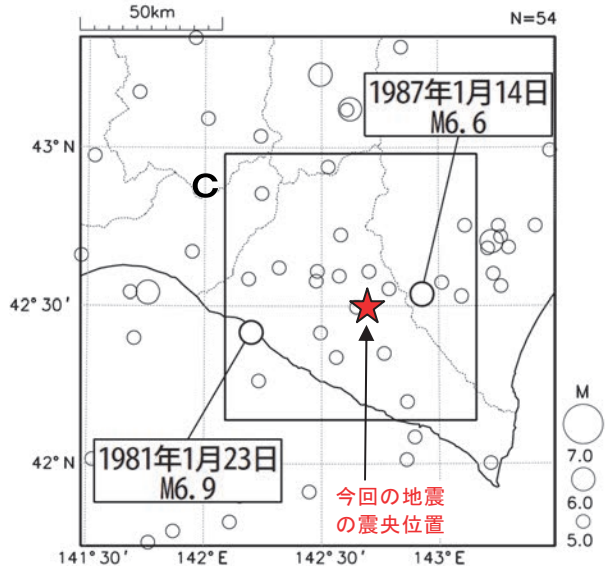 50km
N=54
1987年1月14日
M6.6
43°N
C
42°30′
1981年1月23日
M6.9
42°N
今回の地震
の震央位置
M
7.0
6.0
5.0
141°30′
142°E
142°30′
143°E